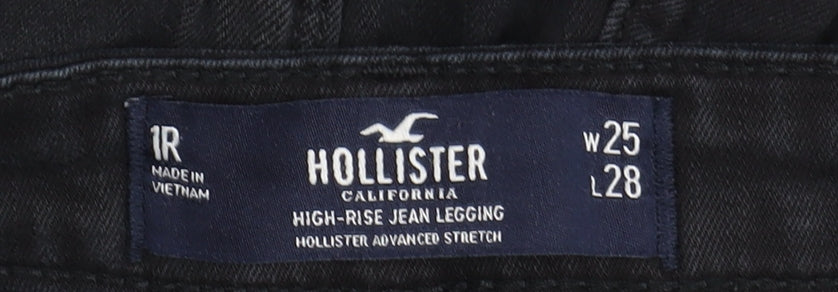 1R
MADE IN
VIETNAM
HOLLISTER
CALIFORNIA
HIGH-RISE JEAN LEGGING
HOLLISTER ADVANCED STRETCH
W25
L28